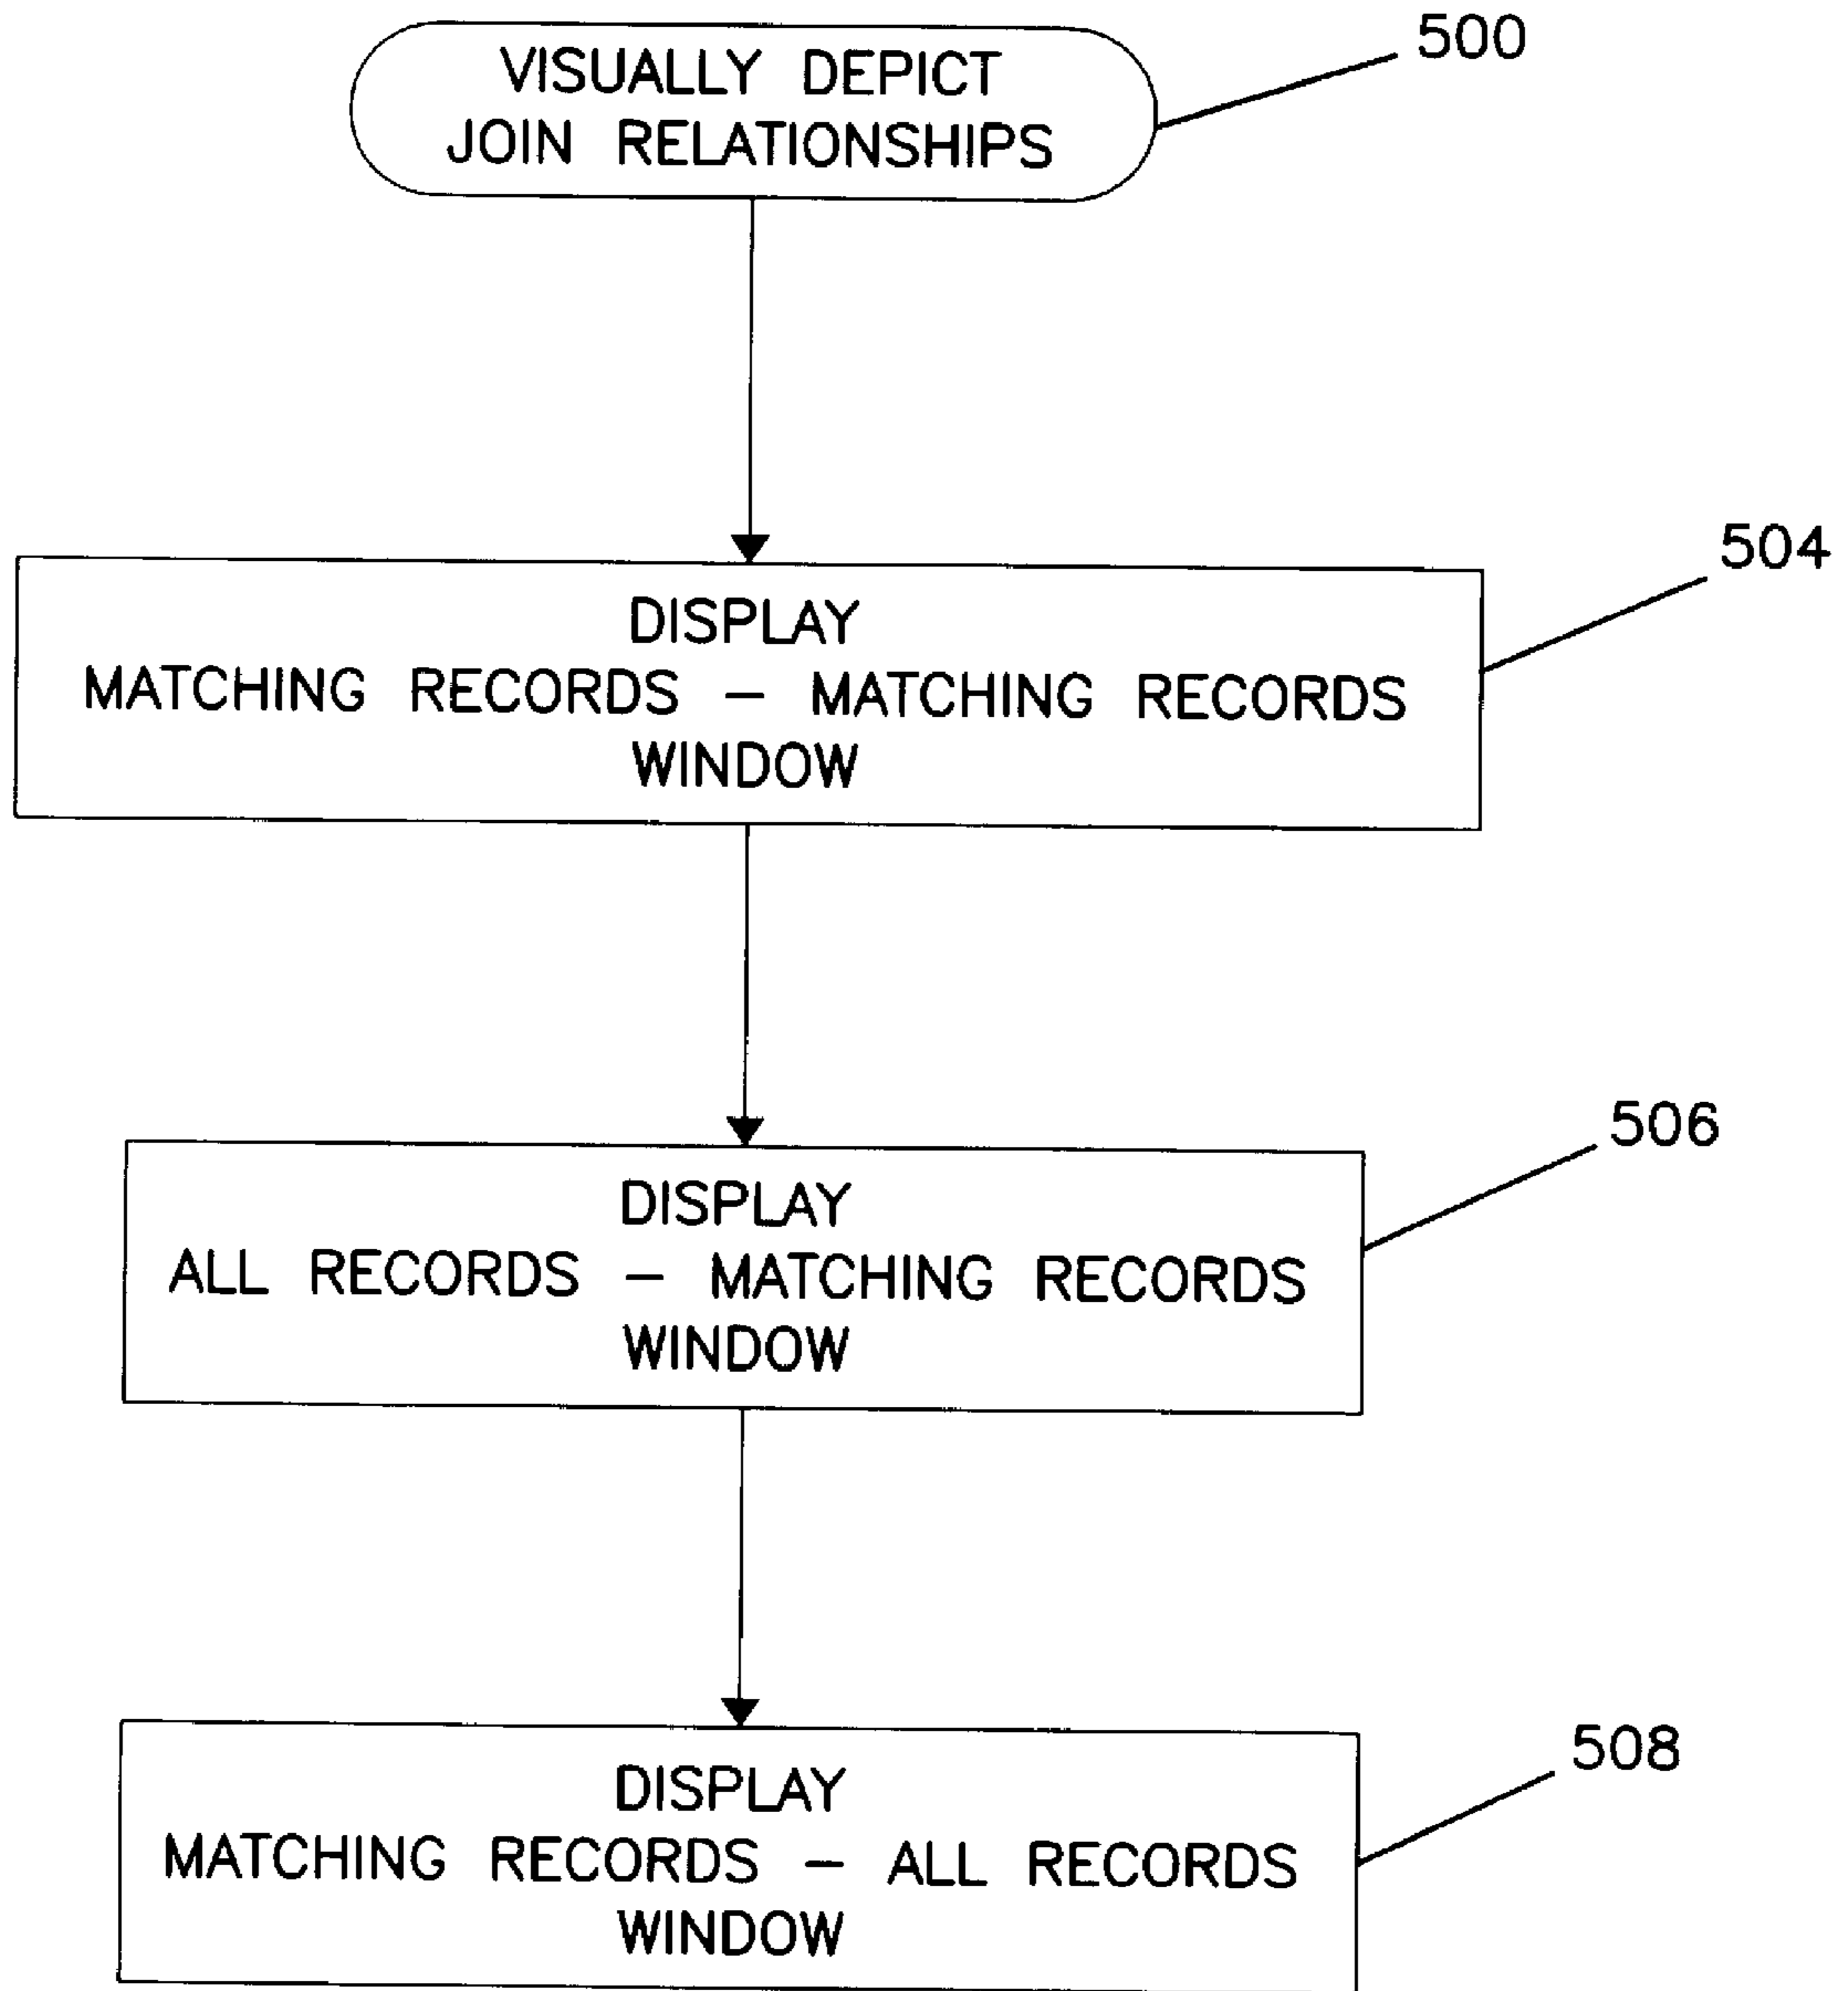 VISUALLY DEPICT
JOIN RELATIONSHIPS
500
504
DISPLAY
MATCHING RECORDS – MATCHING RECORDS
WINDOW
506
DISPLAY
ALL RECORDS – MATCHING RECORDS
WINDOW
508
DISPLAY
MATCHING RECORDS – ALL RECORDS
WINDOW